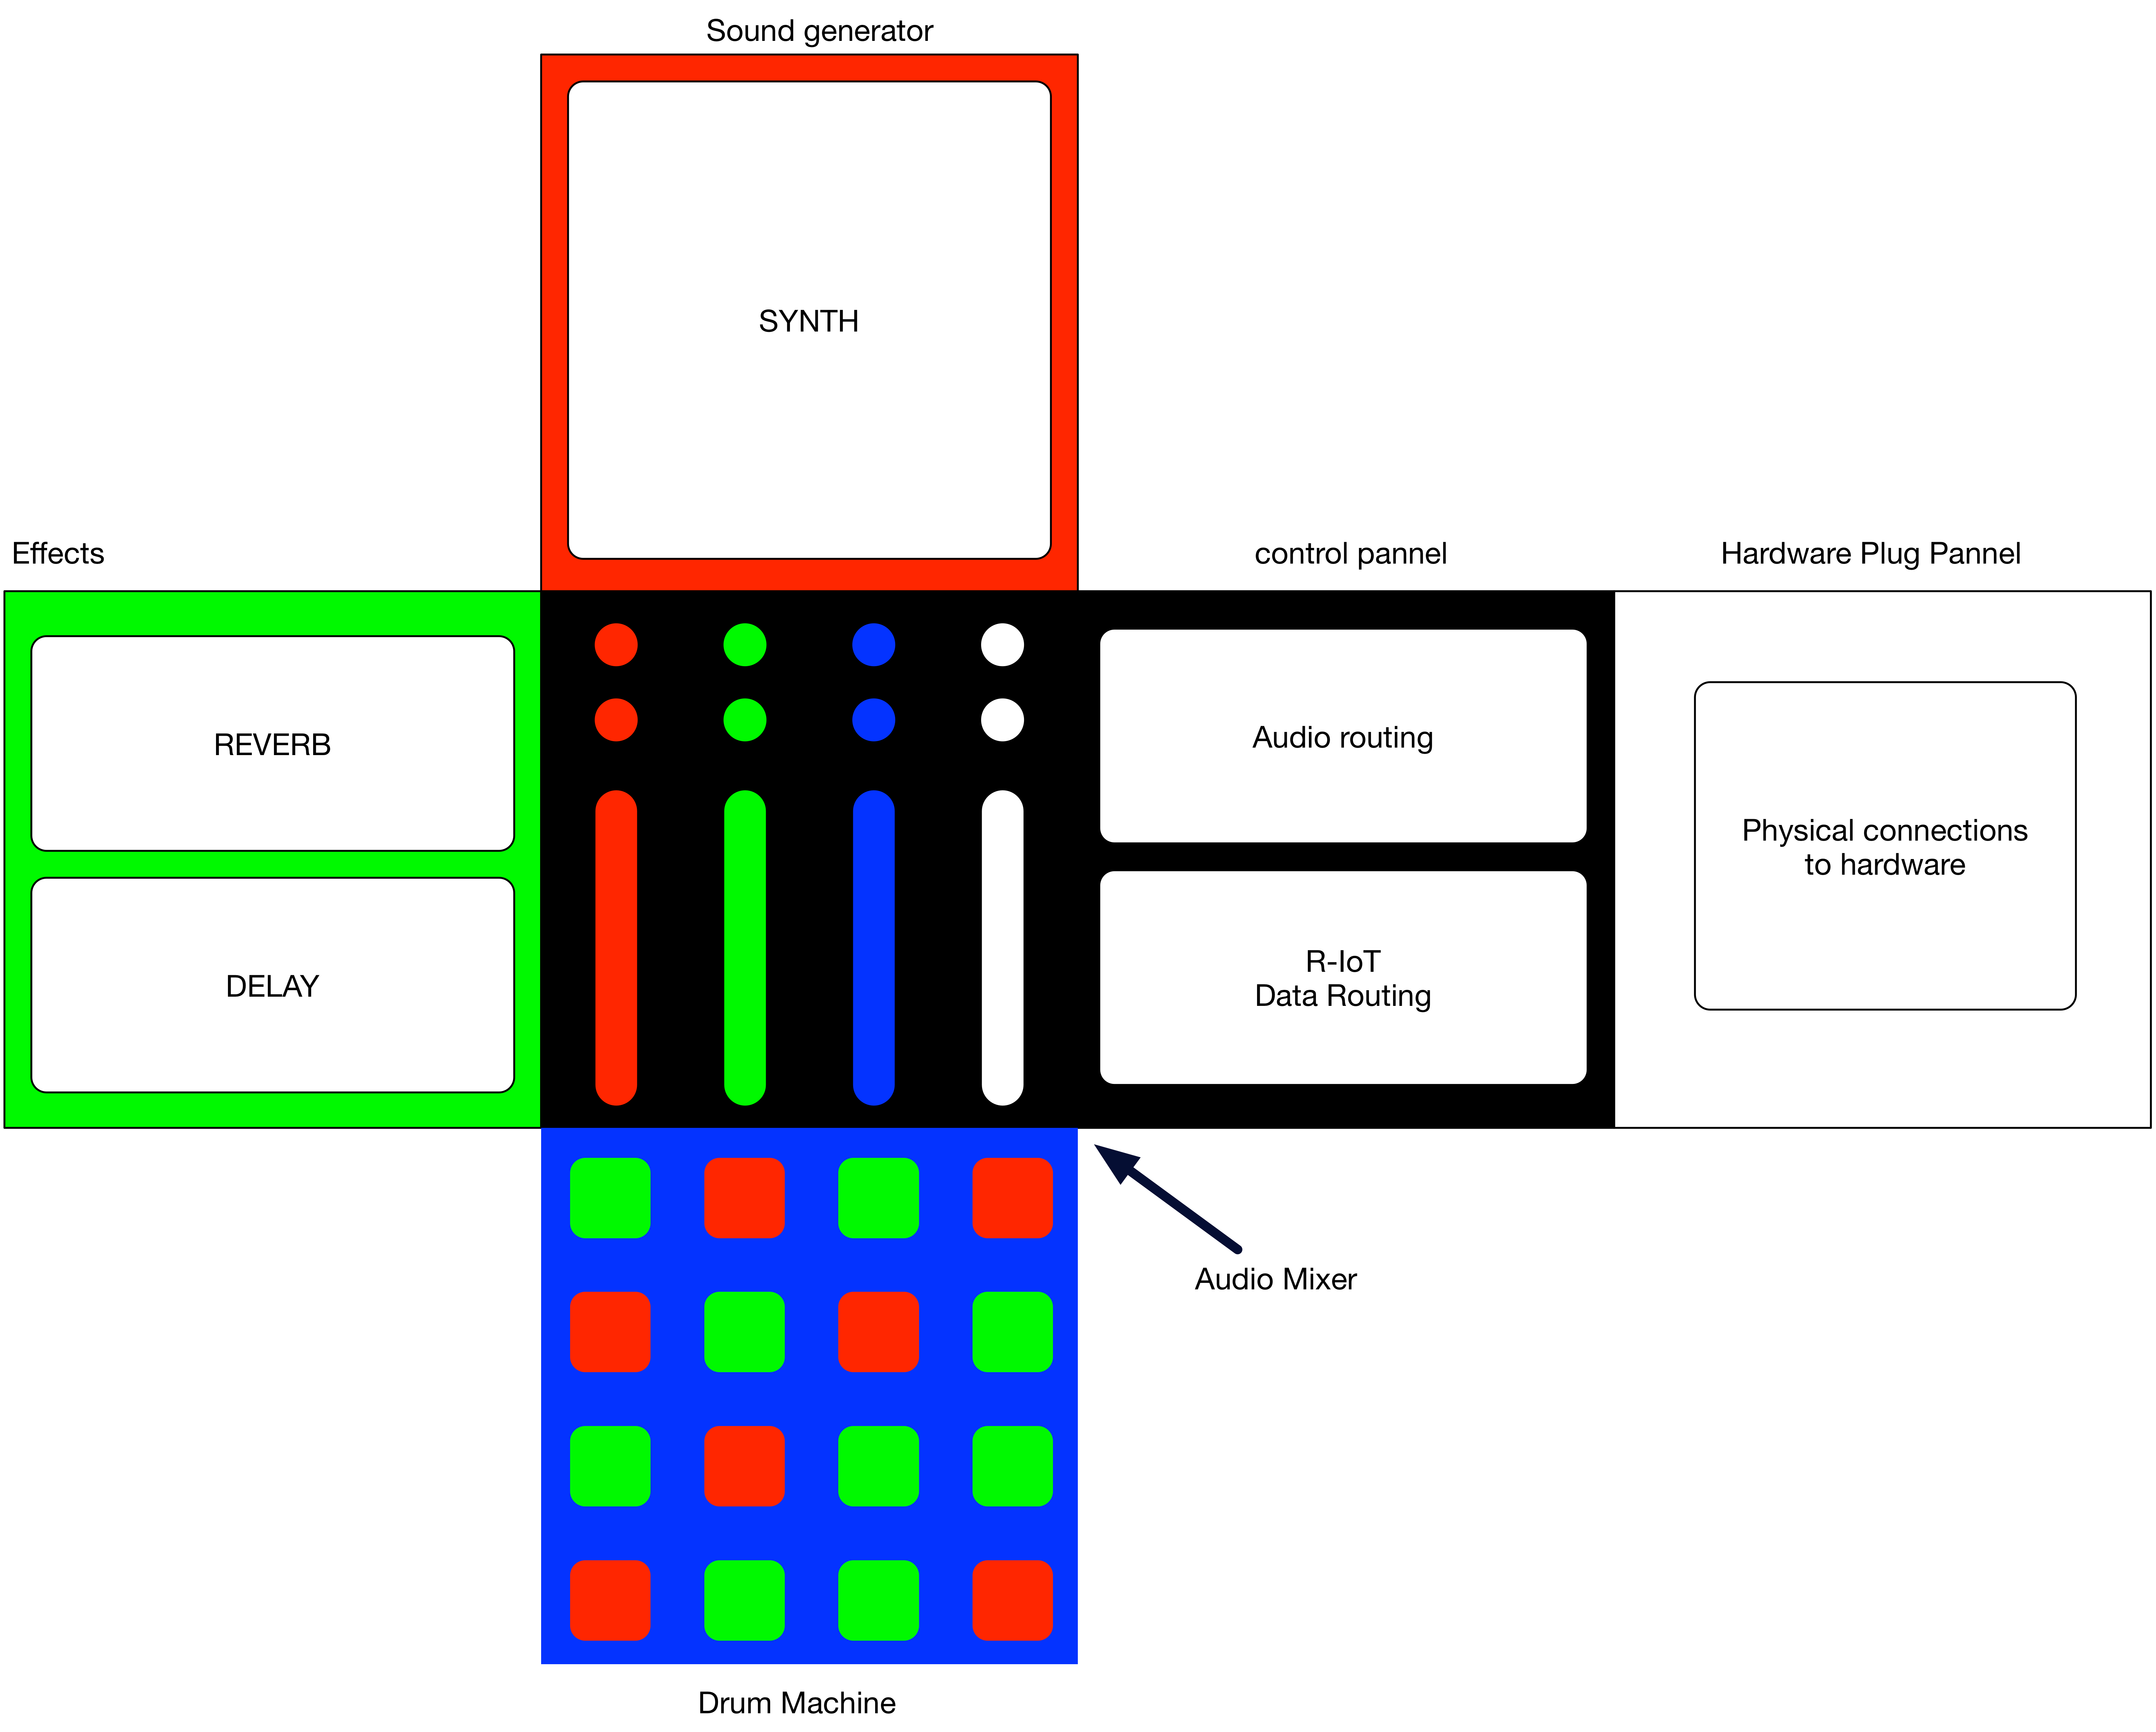 Sound generator
SYNTH
Effects
control pannel
Hardware Plug Pannel
REVERB
Audio routing
Physical connections
to hardware
DELAY
R-IoT
Data Routing
Audio Mixer
Drum Machine